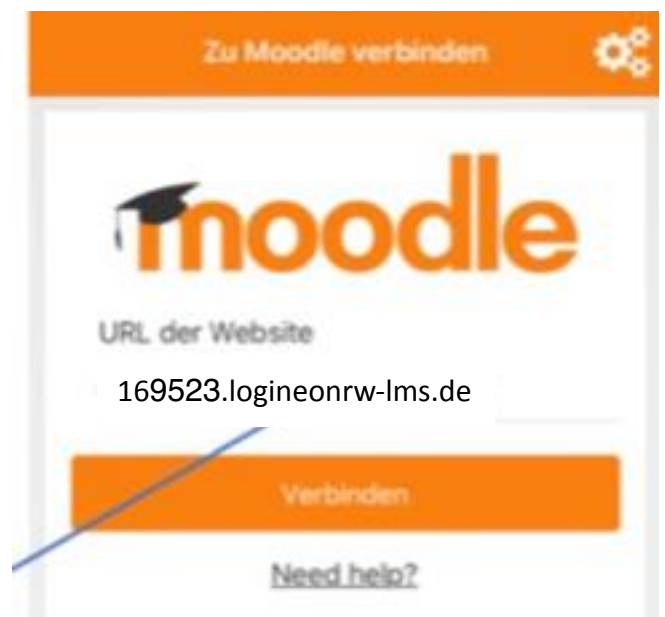 Zu Moodle verbinden
moodle
URL der Website
169523.logineonrw-lms.de
Verbinden
Need help?